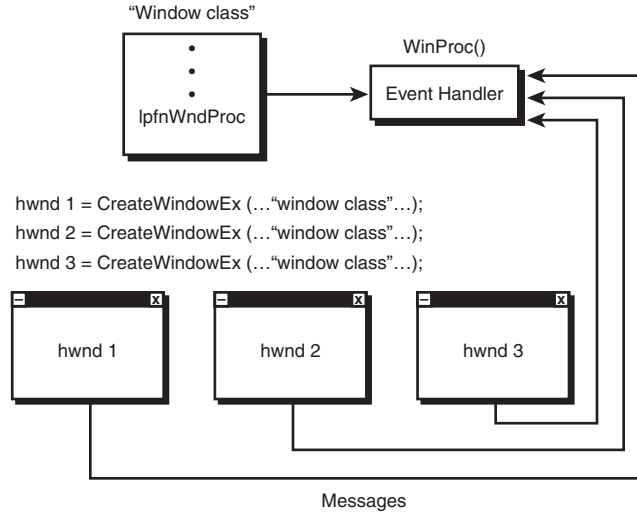 “Window class”
WinProc()
lpfnWndProc
Event Handler
hwnd 1 = CreateWindowEx (…“window class”…);
hwnd 2 = CreateWindowEx (…“window class”…);
hwnd 3 = CreateWindowEx (…“window class”…);
– x – x – x
hwnd 1 hwnd 2 hwnd 3
Messages